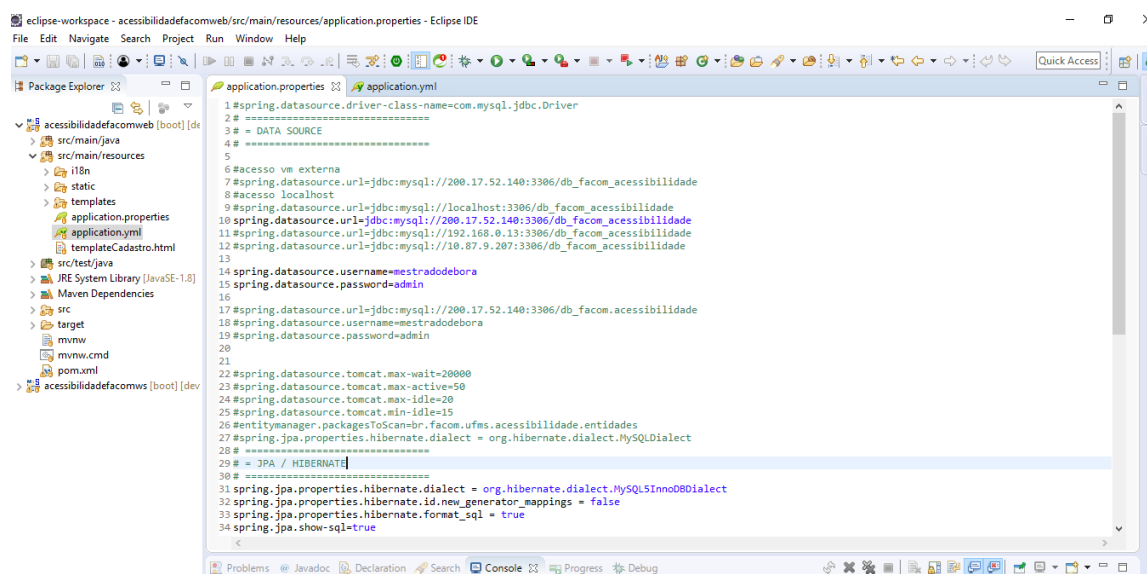 eclipse-workspace - acessibilidadefacomweb/src/main/resources/application.properties - Eclipse IDE
File Edit Navigate Search Project Run Window Help
Quick Access
Package Explorer
application.properties
application.yml
acessibilidadefacomweb [boot] [de
src/main/java
src/main/resources
i18n
static
templates
application.properties
application.yml
templateCadastro.html
src/test/java
JRE System Library [JavaSE-1.8]
Maven Dependencies
src
target
mvnw
mvnw.cmd
pom.xml
acessibilidadefacomws [boot] [dev
1 #spring.datasource.driver-class-name=com.mysql.jdbc.Driver
2 # ===============================
3 # = DATA SOURCE
4 # ===============================
5
6 #acesso vm externa
7 #spring.datasource.url=jdbc:mysql://200.17.52.140:3306/db_facom_acessibilidade
8 #acesso localhost
9 #spring.datasource.url=jdbc:mysql://localhost:3306/db_facom_acessibilidade
10 spring.datasource.url=jdbc:mysql://200.17.52.140:3306/db_facom_acessibilidade
11 #spring.datasource.url=jdbc:mysql://192.168.0.13:3306/db_facom_acessibilidade
12 #spring.datasource.url=jdbc:mysql://10.87.9.207:3306/db_facom_acessibilidade
13
14 spring.datasource.username=mestradodebora
15 spring.datasource.password=admin
16
17 #spring.datasource.url=jdbc:mysql://200.17.52.140:3306/db_facom.acessibilidade
18 #spring.datasource.username=mestradodebora
19 #spring.datasource.password=admin
20
21
22 #spring.datasource.tomcat.max-wait=20000
23 #spring.datasource.tomcat.max-active=50
24 #spring.datasource.tomcat.max-idle=20
25 #spring.datasource.tomcat.min-idle=15
26 #entitymanager.packagesToScan=br.facom.ufms.acessibilidade.entidades
27 #spring.jpa.properties.hibernate.dialect = org.hibernate.dialect.MySQLDialect
28 # ===============================
29 # = JPA / HIBERNATE
30 # ===============================
31 spring.jpa.properties.hibernate.dialect = org.hibernate.dialect.MySQL5InnoDBDialect
32 spring.jpa.properties.hibernate.id.new_generator_mappings = false
33 spring.jpa.properties.hibernate.format_sql = true
34 spring.jpa.show-sql=true
Problems Javadoc Declaration Search Console Progress Debug